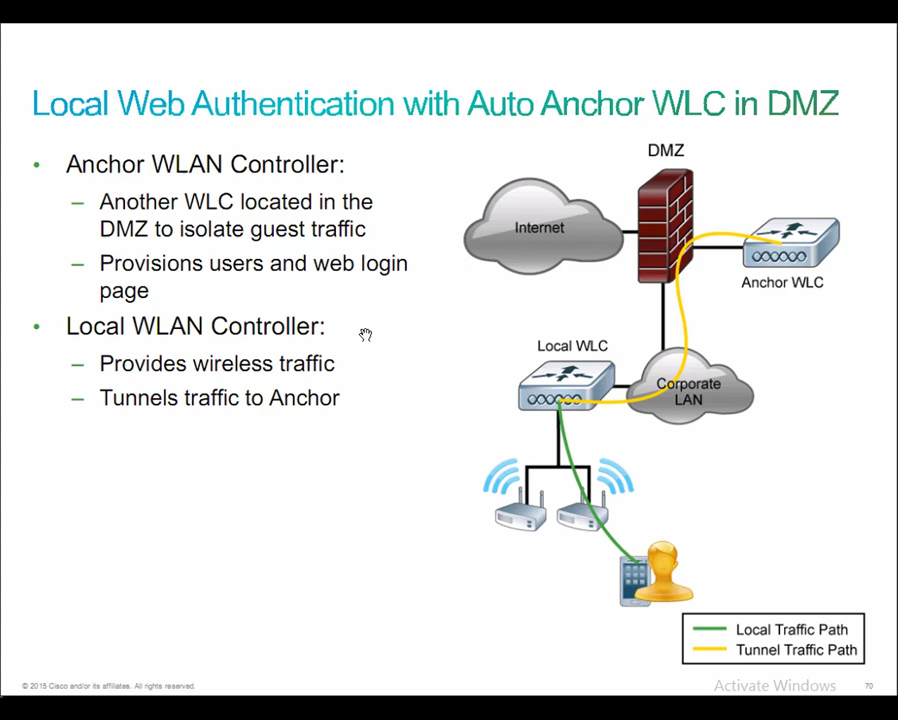 Local Web Authentication with Auto Anchor WLC in DMZ
• Anchor WLAN Controller:
– Another WLC located in the
DMZ to isolate guest traffic
– Provisions users and web login
page
• Local WLAN Controller:
– Provides wireless traffic
– Tunnels traffic to Anchor
DMZ
Internet
Anchor WLC
Local WLC
Corporate
LAN
Local Traffic Path
Tunnel Traffic Path
© 2015 Cisco and/or its affiliates. All rights reserved.
Activate Windows
70